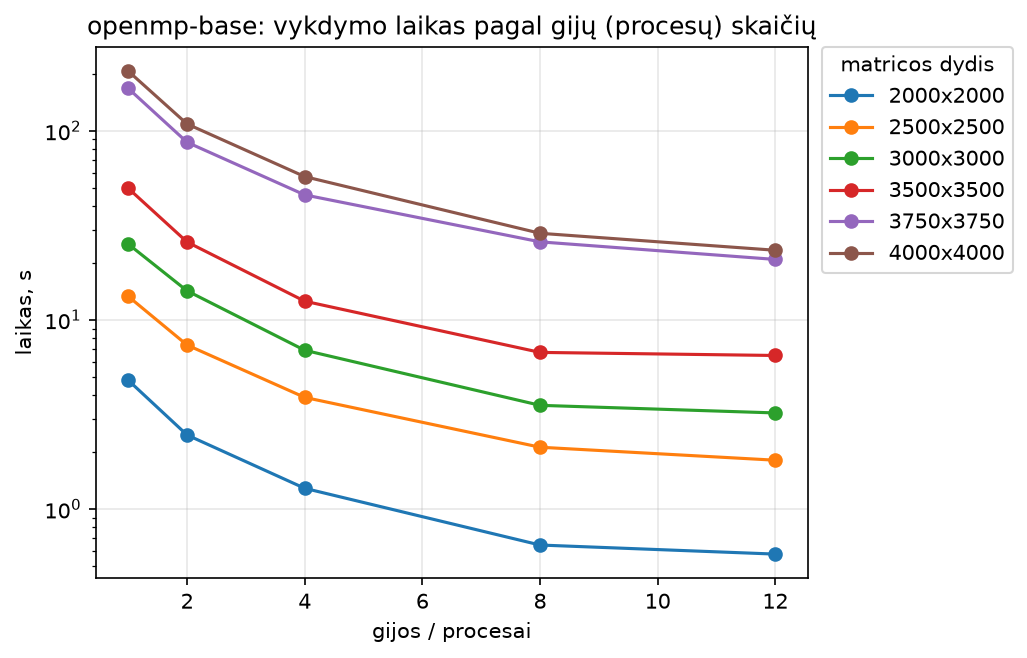 openmp-base: vykdymo laikas pagal gijų (procesų) skaičių
matricos dydis
2000x2000
2500x2500
3000x3000
3500x3500
3750x3750
4000x4000
laikas, s
10²
10¹
10⁰
2 4 6 8 10 12
gijos / procesai